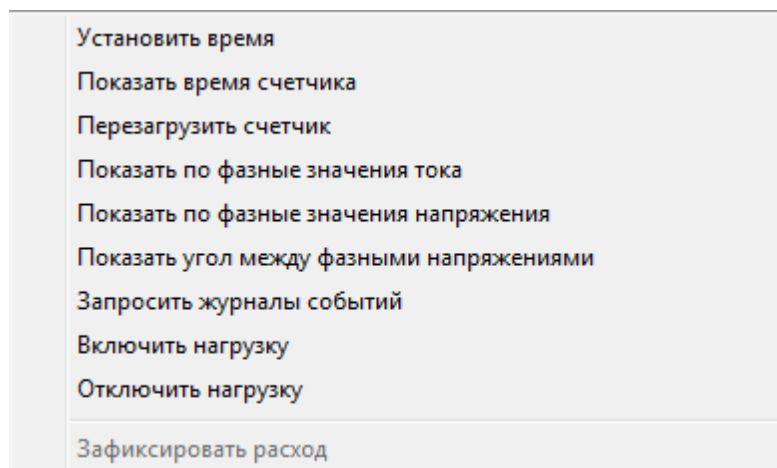 Установить время
Показать время счетчика
Перезагрузить счетчик
Показать по фазные значения тока
Показать по фазные значения напряжения
Показать угол между фазными напряжениями
Запросить журналы событий
Включить нагрузку
Отключить нагрузку
Зафиксировать расход